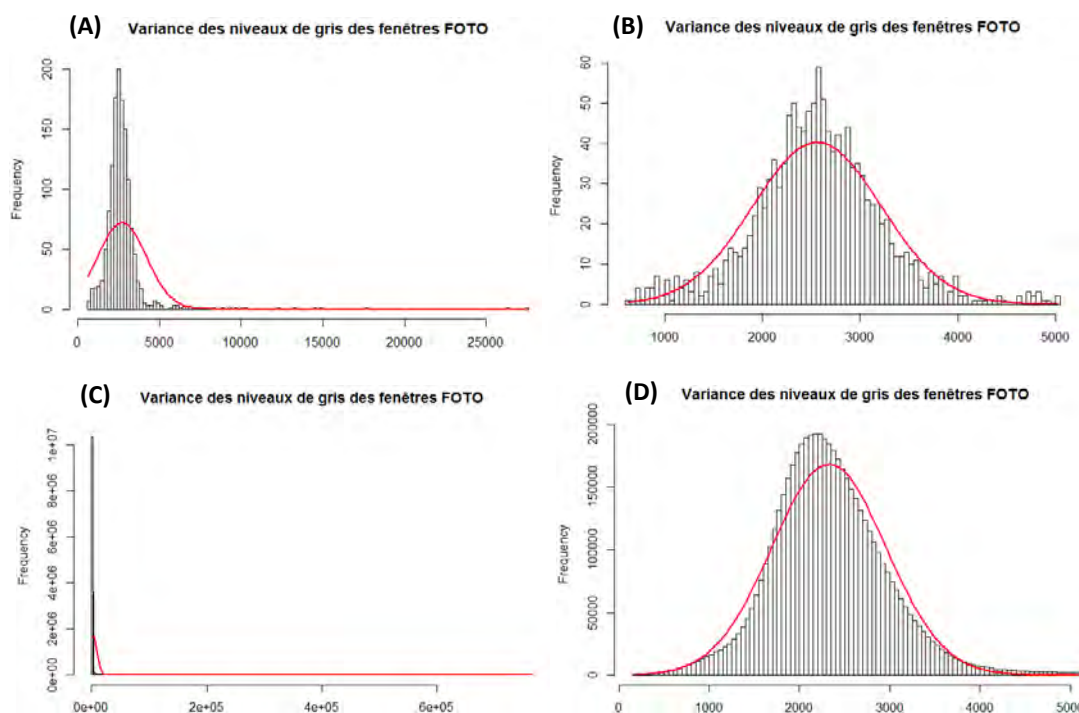 (A) Variance des niveaux de gris des fenêtres FOTO
Frequency
200
150
100
50
0
0 5000 10000 15000 20000 25000
(B) Variance des niveaux de gris des fenêtres FOTO
Frequency
60
50
40
30
20
10
0
1000 2000 3000 4000 5000
(C) Variance des niveaux de gris des fenêtres FOTO
Frequency
1e+07
8e+06
6e+06
4e+06
2e+06
0e+00
0e+00 2e+05 4e+05 6e+05
(D) Variance des niveaux de gris des fenêtres FOTO
Frequency
200000
150000
100000
50000
0
0 1000 2000 3000 4000